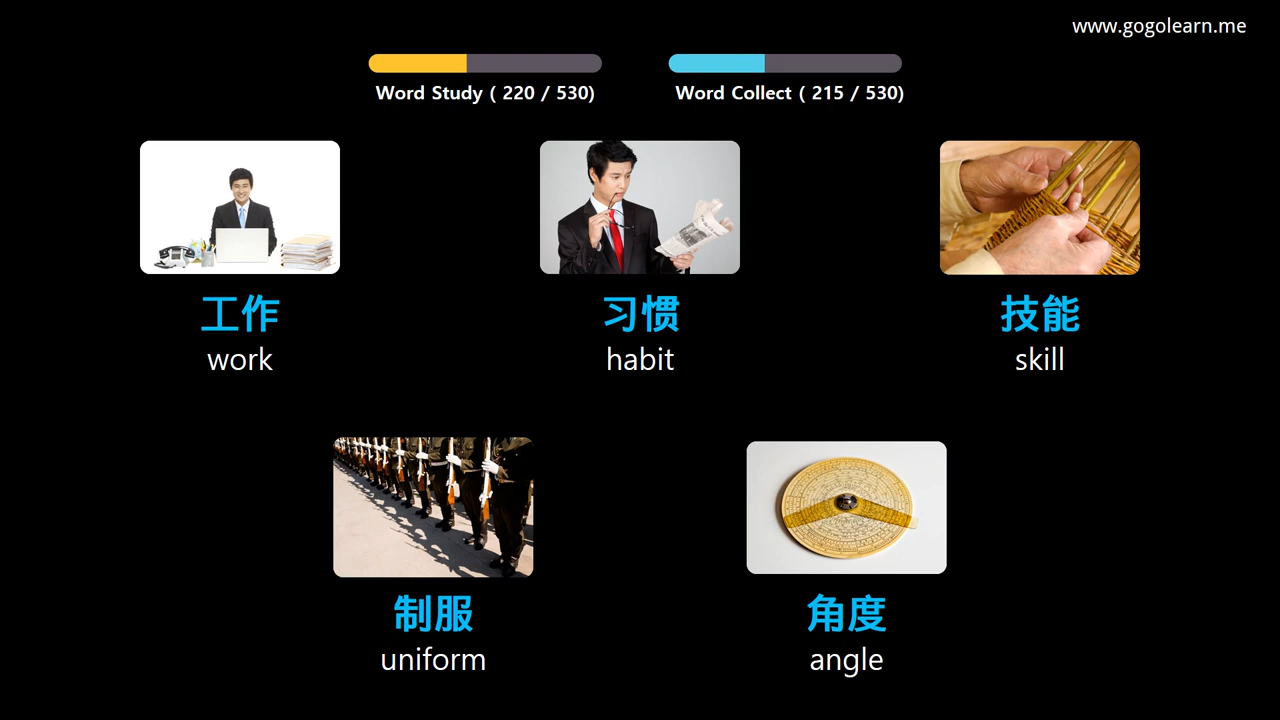 www.gogolearn.me
Word Study ( 220 / 530)
Word Collect ( 215 / 530)
工作
work
习惯
habit
技能
skill
制服
uniform
角度
angle